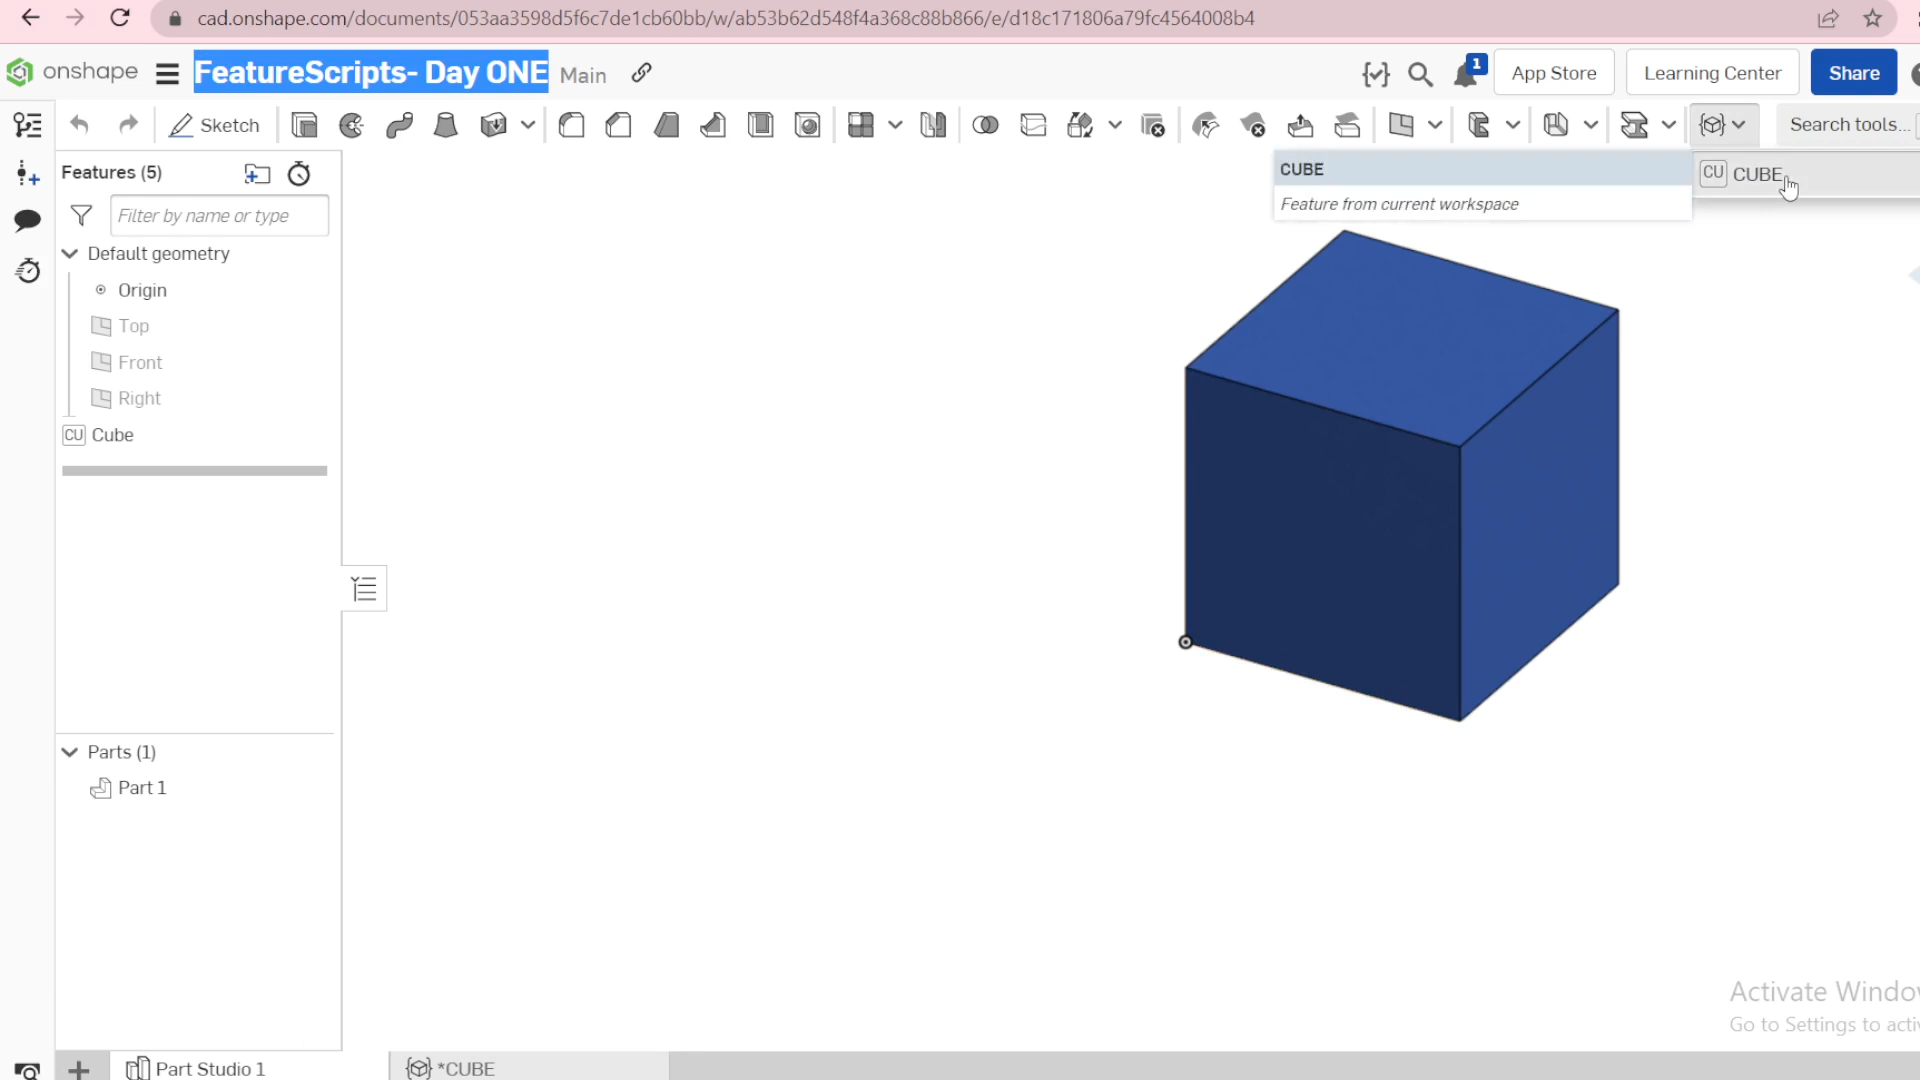 cad.onshape.com/documents/053aa3598d5f6c7de1cb60bb/w/ab53b62d548f4a368c88b866/e/d18c171806a79fc4564008b4
onshape FeatureScripts- Day ONE Main 1 App Store Learning Center Share
Sketch Search tools...
Features (5)
CUBE
CU CUBE
Filter by name or type
Feature from current workspace
Default geometry
Origin
Top
Front
Right
CU Cube
Parts (1)
Part 1
Activate Windo
Go to Settings to acti
Part Studio 1 *CUBE